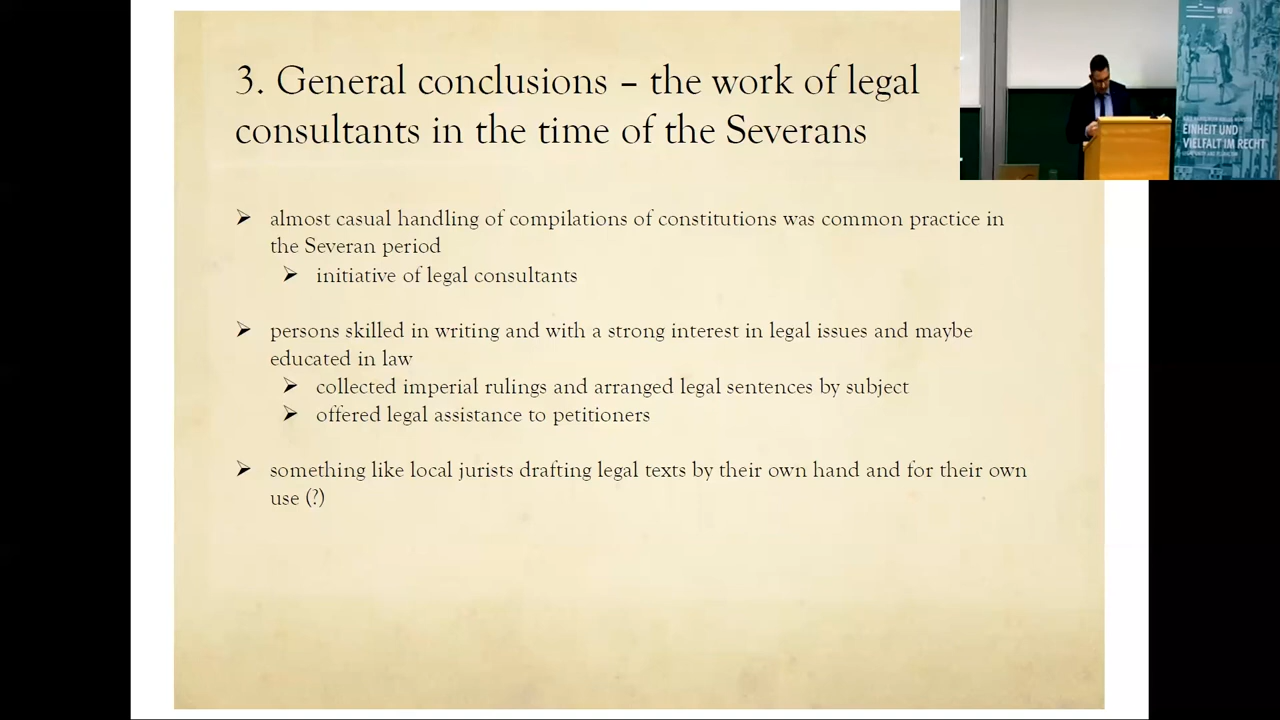 3. General conclusions – the work of legal
consultants in the time of the Severans
almost casual handling of compilations of constitutions was common practice in
the Severan period
initiative of legal consultants
persons skilled in writing and with a strong interest in legal issues and maybe
educated in law
collected imperial rulings and arranged legal sentences by subject
offered legal assistance to petitioners
something like local jurists drafting legal texts by their own hand and for their own
use (?)
EINHEIT UND
VIELFALT IM RECHT